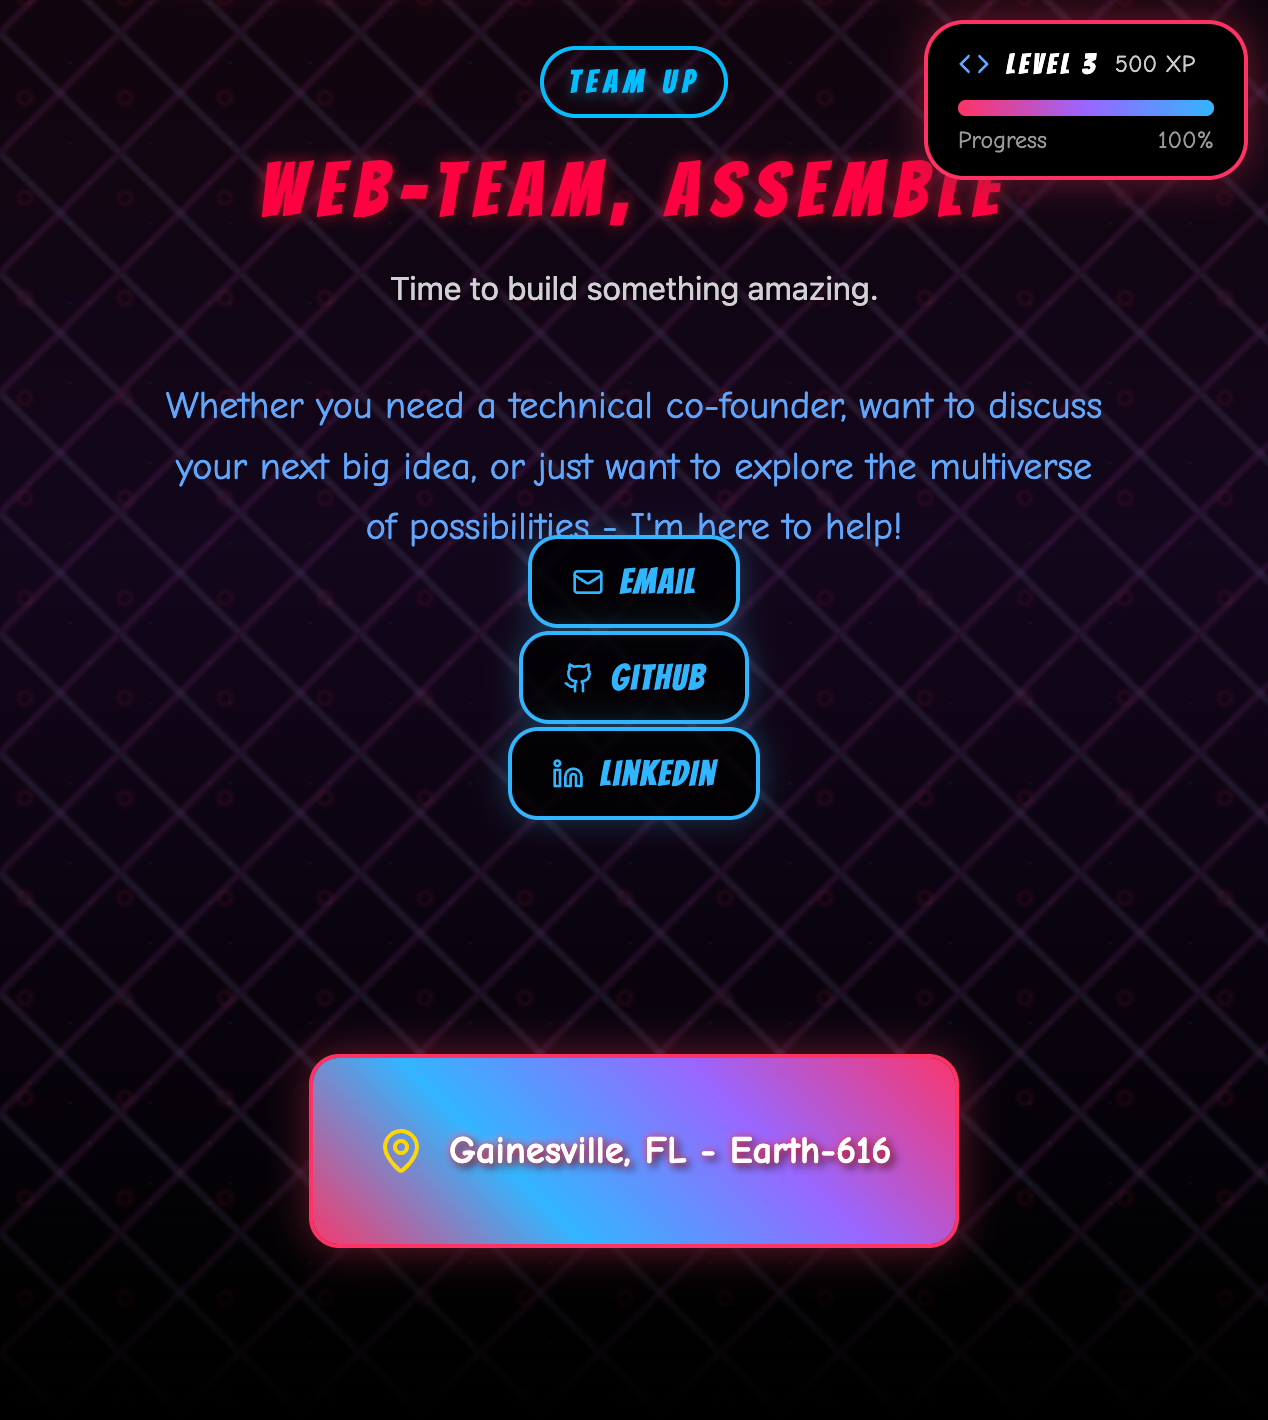 TEAM UP
LEVEL 3 500 XP
Progress 100%
WEB-TEAM, ASSEMBLE
Time to build something amazing.
Whether you need a technical co-founder, want to discuss
your next big idea, or just want to explore the multiverse
of possibilities - I'm here to help!
EMAIL
GITHUB
LINKEDIN
Gainesville, FL - Earth-616